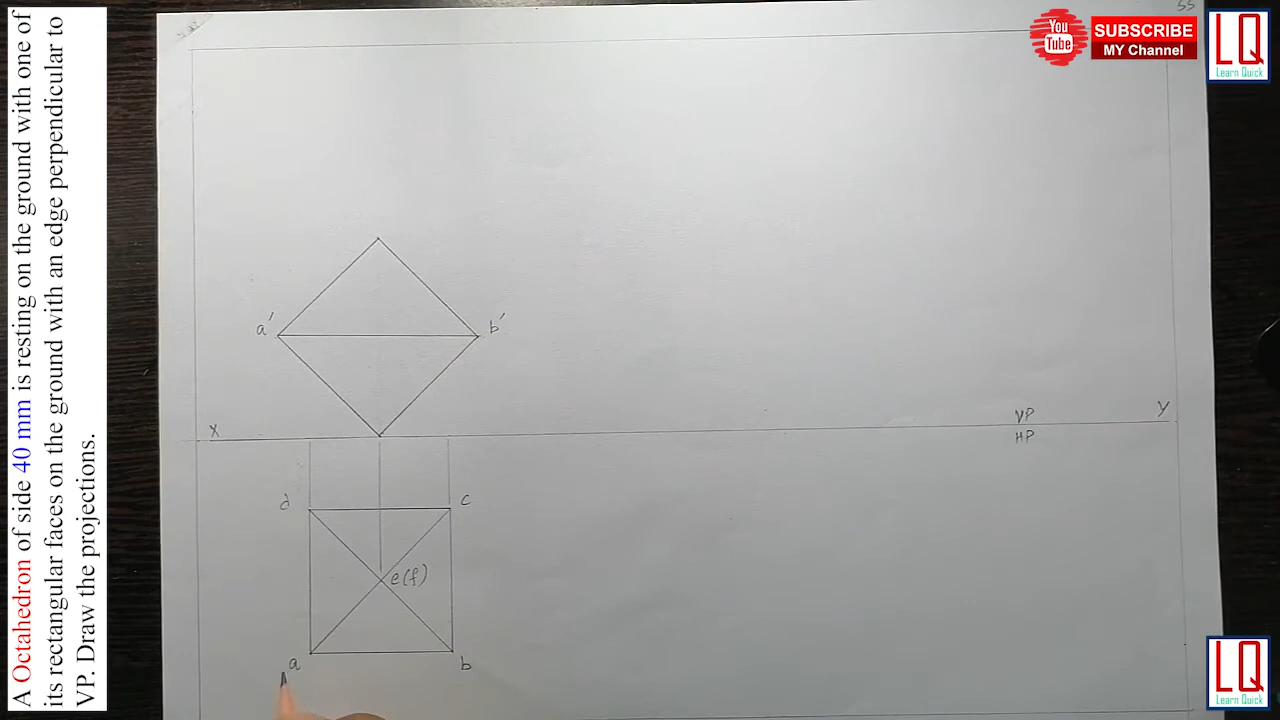 A Octahedron of side 40 mm is resting on the ground with one of
its rectangular faces on the ground with an edge perpendicular to
VP. Draw the projections.
55
You
Tube
SUBSCRIBE
MY Channel
LQ
Learn Quick
a' b'
X VP Y
HP
d c
e(f)
a b
LQ
Learn Quick